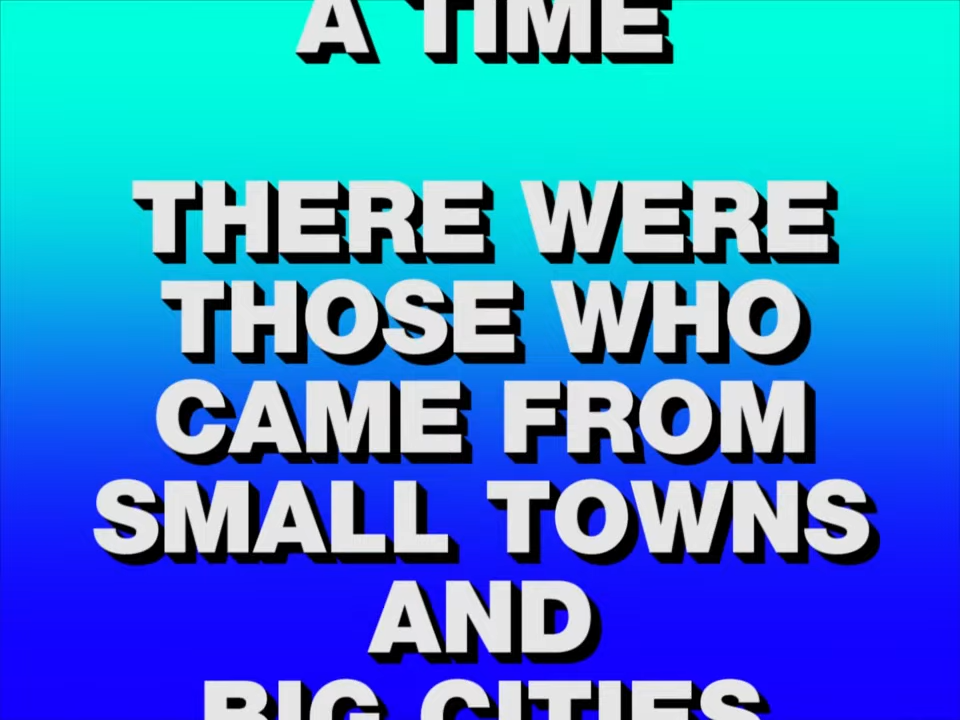 A TIME
THERE WERE
THOSE WHO
CAME FROM
SMALL TOWNS
AND
BIG CITIES